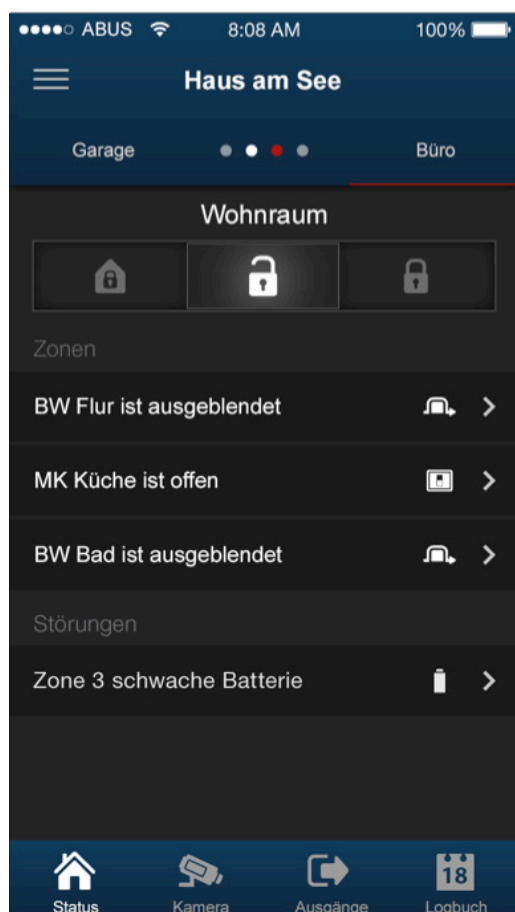 ABUS 8:08 AM 100%
Haus am See
Garage Büro
Wohnraum
Zonen
BW Flur ist ausgeblendet
MK Küche ist offen
BW Bad ist ausgeblendet
Störungen
Zone 3 schwache Batterie
18
Status Kamera Ausgänge Logbuch